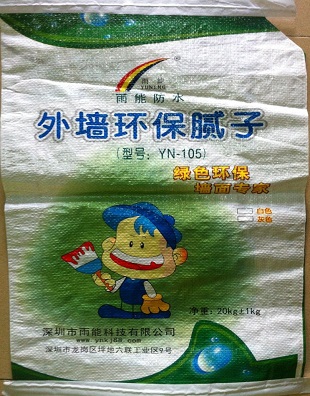 雨能
YUNENG
雨能防水
外墙环保腻子
(型号: YN-105)
绿色环保
墙面专家
白色
灰色
净重: 20kg±1kg
深圳市雨能科技有限公司
深圳市龙岗区坪地六联工业区9号